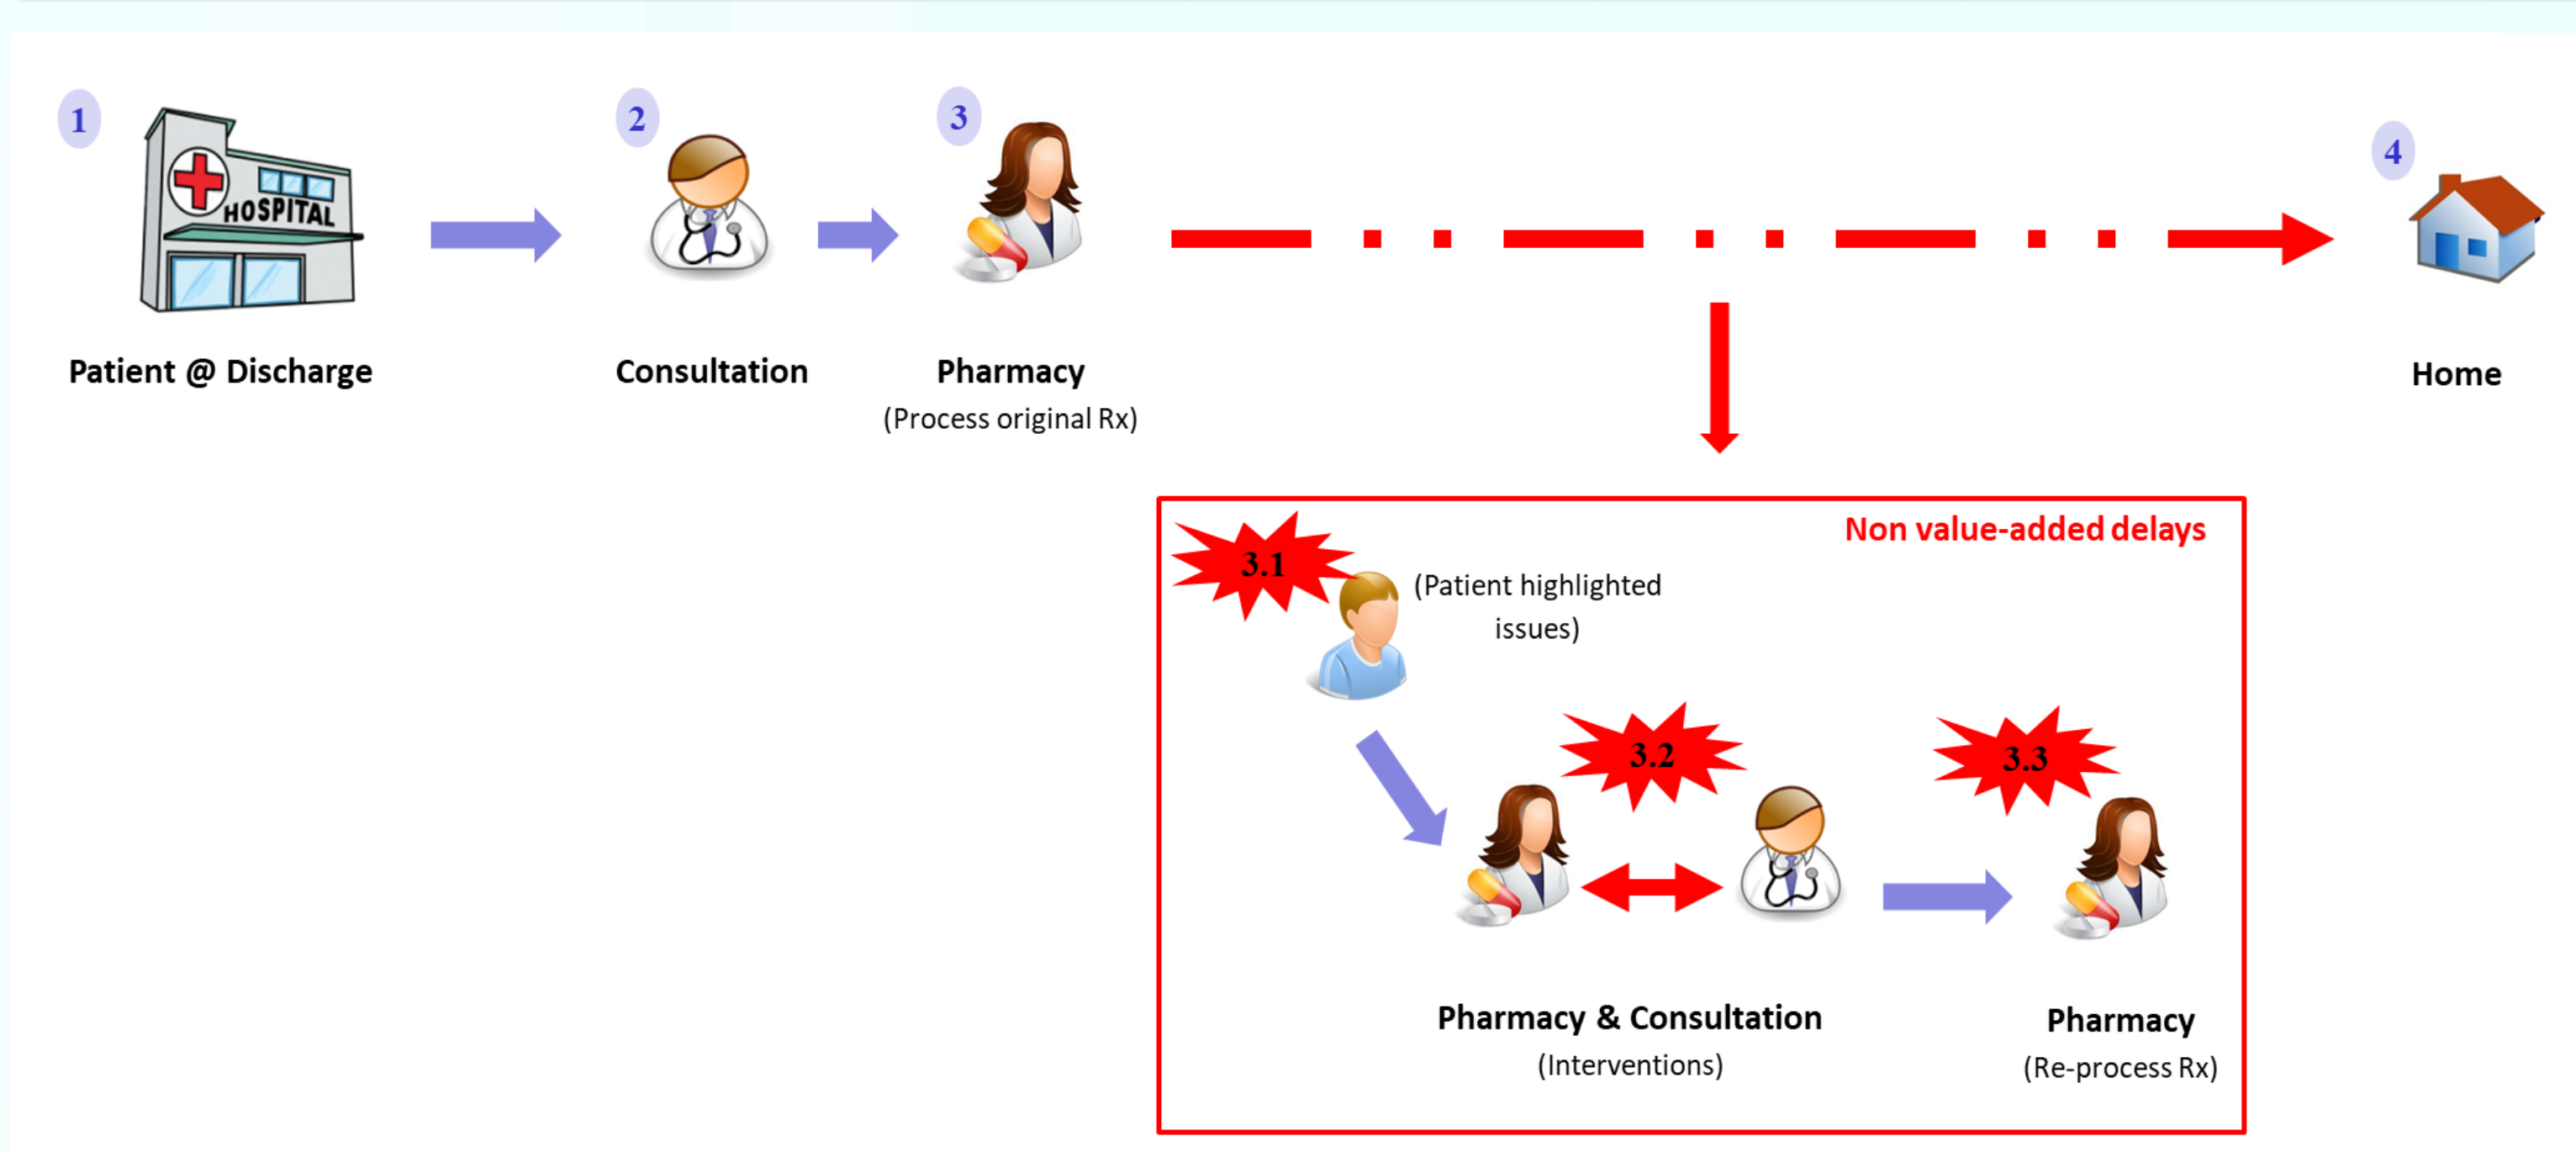 1
2
3
4
HOSPITAL
Patient @ Discharge
Consultation
Pharmacy
(Process original Rx)
Home
Non value-added delays
3.1
(Patient highlighted
issues)
3.2
3.3
Pharmacy & Consultation
(Interventions)
Pharmacy
(Re-process Rx)